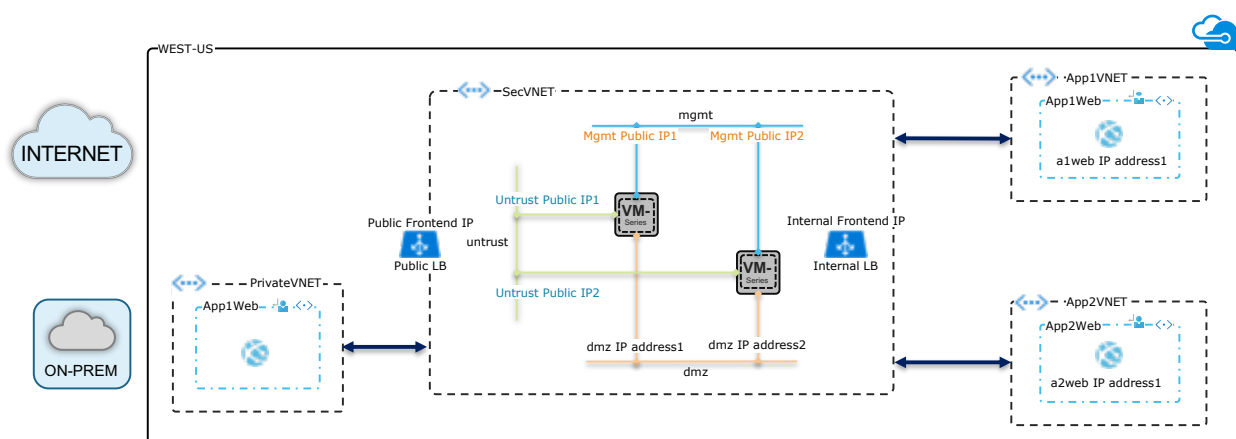 WEST-US
INTERNET
ON-PREM
PrivateVNET
App1Web
SecVNET
mgmt
Mgmt Public IP1
Mgmt Public IP2
Untrust Public IP1
untrust
Untrust Public IP2
Public Frontend IP
Public LB
VM-
Series
VM-
Series
Internal Frontend IP
Internal LB
dmz IP address1
dmz IP address2
dmz
App1VNET
App1Web
a1web IP address1
App2VNET
App2Web
a2web IP address1